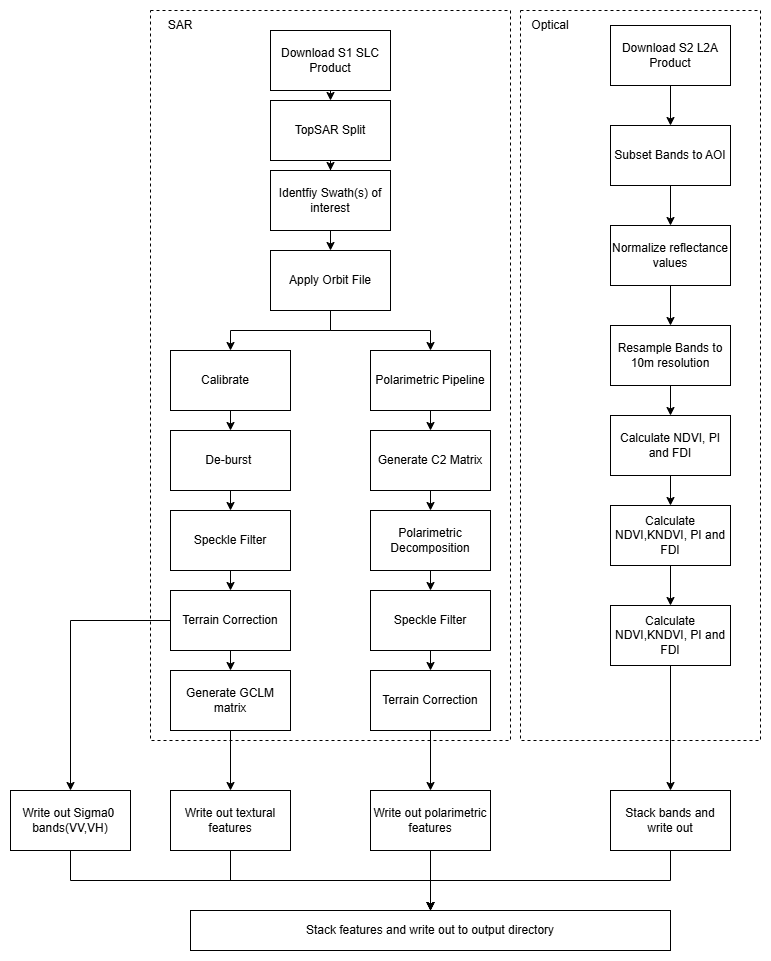 SAR
Download S1 SLC
Product
TopSAR Split
Identfiy Swath(s) of
interest
Apply Orbit File
Calibrate
De-burst
Speckle Filter
Terrain Correction
Generate GCLM
matrix
Polarimetric Pipeline
Generate C2 Matrix
Polarimetric
Decomposition
Speckle Filter
Terrain Correction
Optical
Download S2 L2A
Product
Subset Bands to AOI
Normalize reflectance
values
Resample Bands to
10m resolution
Calculate NDVI, PI
and FDI
Calculate
NDVI,KNDVI, PI and
FDI
Calculate
NDVI,KNDVI, PI and
FDI
Write out Sigma0
bands(VV,VH)
Write out textural
features
Write out polarimetric
features
Stack bands and
write out
Stack features and write out to output directory